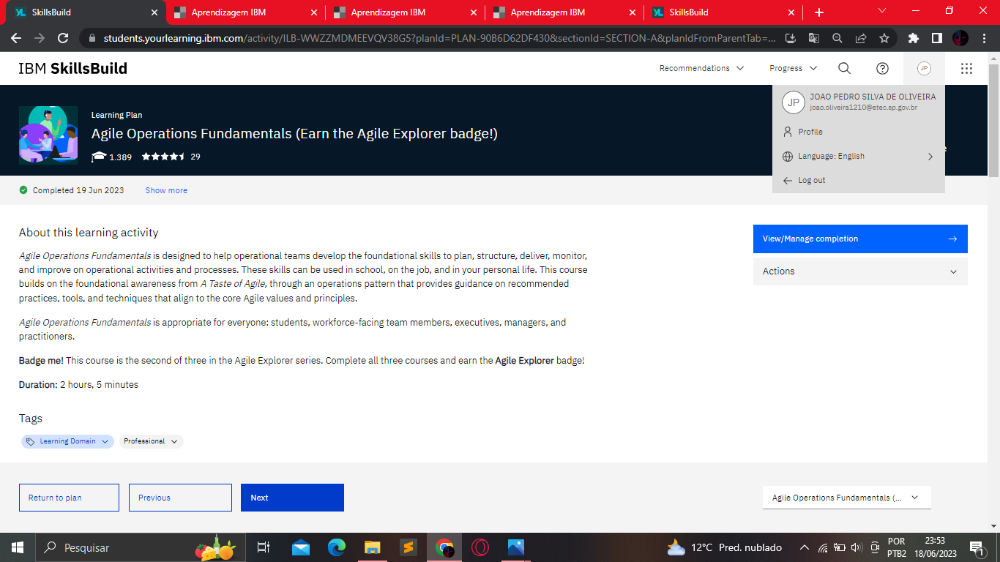 SkillsBuild
Aprendizagem IBM
Aprendizagem IBM
Aprendizagem IBM
SkillsBuild
students.yourlearning.ibm.com/activity/ILB-WWZZMDMEEVQV38G5?planId=PLAN-90B6D62DF430&sectionId=SECTION-A&planIdFromParentTab=...
IBM SkillsBuild
Recommendations
Progress
JP
JP
JOAO PEDRO SILVA DE OLIVEIRA
joao.oliveira1210@etec.sp.gov.br
Profile
Language: English
Log out
Learning Plan
Agile Operations Fundamentals (Earn the Agile Explorer badge!)
1.389
29
Completed 19 Jun 2023
Show more
About this learning activity
Agile Operations Fundamentals is designed to help operational teams develop the foundational skills to plan, structure, deliver, monitor,
and improve on operational activities and processes. These skills can be used in school, on the job, and in your personal life. This course
builds on the foundational awareness from A Taste of Agile, through an operations pattern that provides guidance on recommended
practices, tools, and techniques that align to the core Agile values and principles.
Agile Operations Fundamentals is appropriate for everyone: students, workforce-facing team members, executives, managers, and
practitioners.
Badge me! This course is the second of three in the Agile Explorer series. Complete all three courses and earn the Agile Explorer badge!
Duration: 2 hours, 5 minutes
View/Manage completion
Actions
Tags
Learning Domain
Professional
Return to plan
Previous
Next
Agile Operations Fundamentals (...
Pesquisar
12°C Pred. nublado
POR
PTB2
23:53
18/06/2023
1